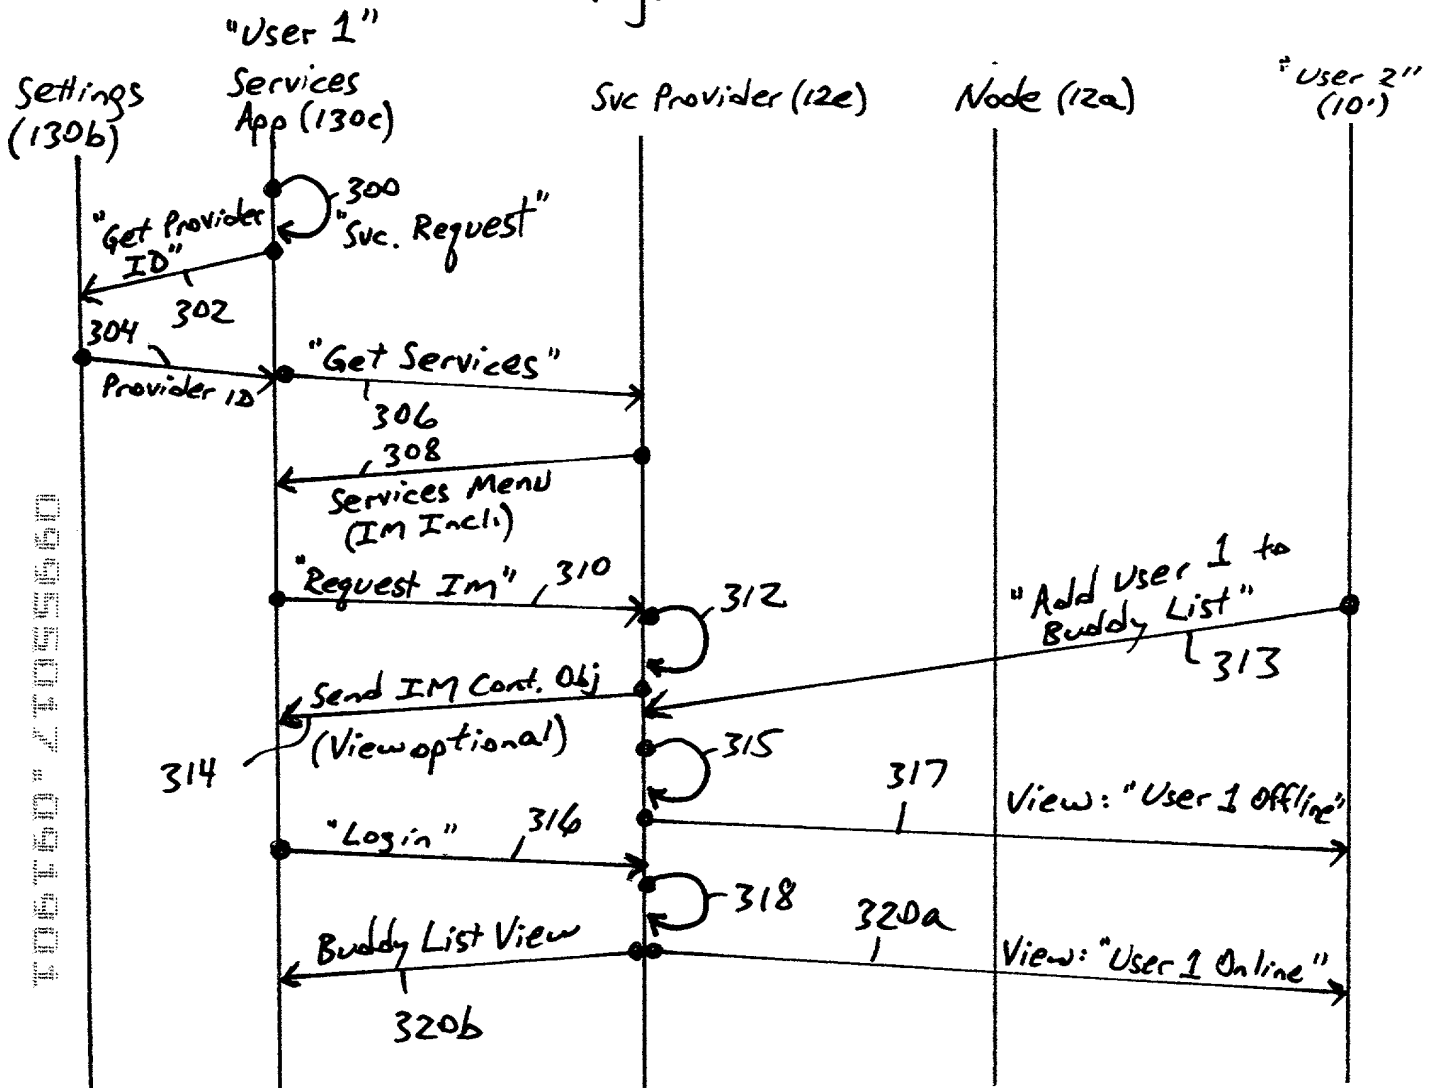 "User 1"
Services
App (130c)
Settings
(130b)
Svc Provider (12e)
Node (12a)
"User 2"
(10')
300
"Svc. Request"
"Get Provider
ID"
302
304
Provider ID
"Get Services"
306
308
Services Menu
(IM Incl.)
"Request Im"
310
312
"Add User 1 to
Buddy List"
313
Send IM Cont. Obj
(View optional)
314
315
317
View: "User 1 Offline"
"Login"
316
318
320a
View: "User 1 Online"
Buddy List View
320b